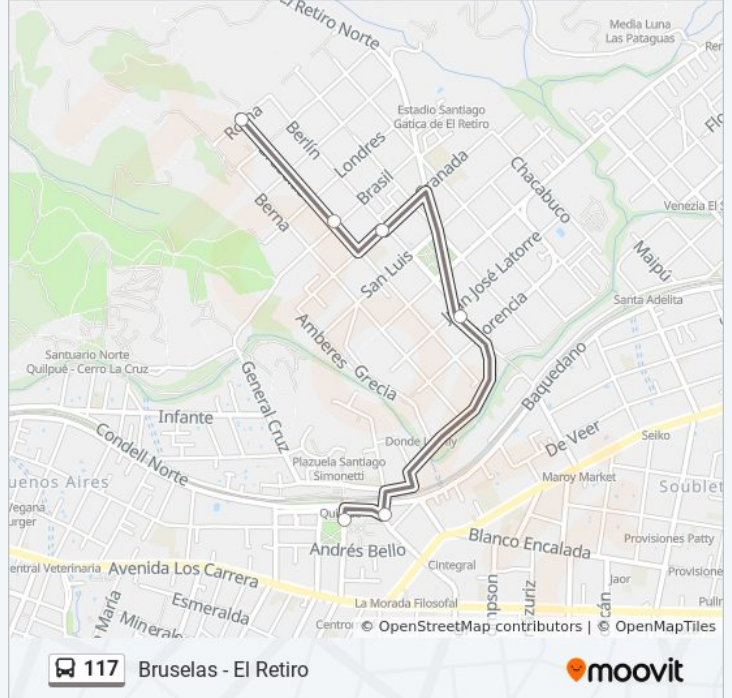 El Retiro Norte
Media Luna
Las Pataguas
Estadio Santiago
Gatica de El Retiro
Roma
Berlín
Londres
Brasil
Granada
Chacabuco
Berna
Venezia El
San Luis
Juan José Latorre
Maipú
Florencia
Santa Adelita
Amberes
Grecia
Santuario Norte
Quilpué - Cerro La Cruz
General Cruz
Baquedano
Infante
Condell Norte
De Veer
Seiko
Plazuela Santiago
Simonetti
Maroy Market
Andrés Bello
Blanco Encalada
Provisiones Patty
Cintegral
Avenida Los Carrera
Jaor
Esmeralda
La Morada Filosofal
© OpenStreetMap contributors | © OpenMapTiles
117 Bruselas - El Retiro
moovit